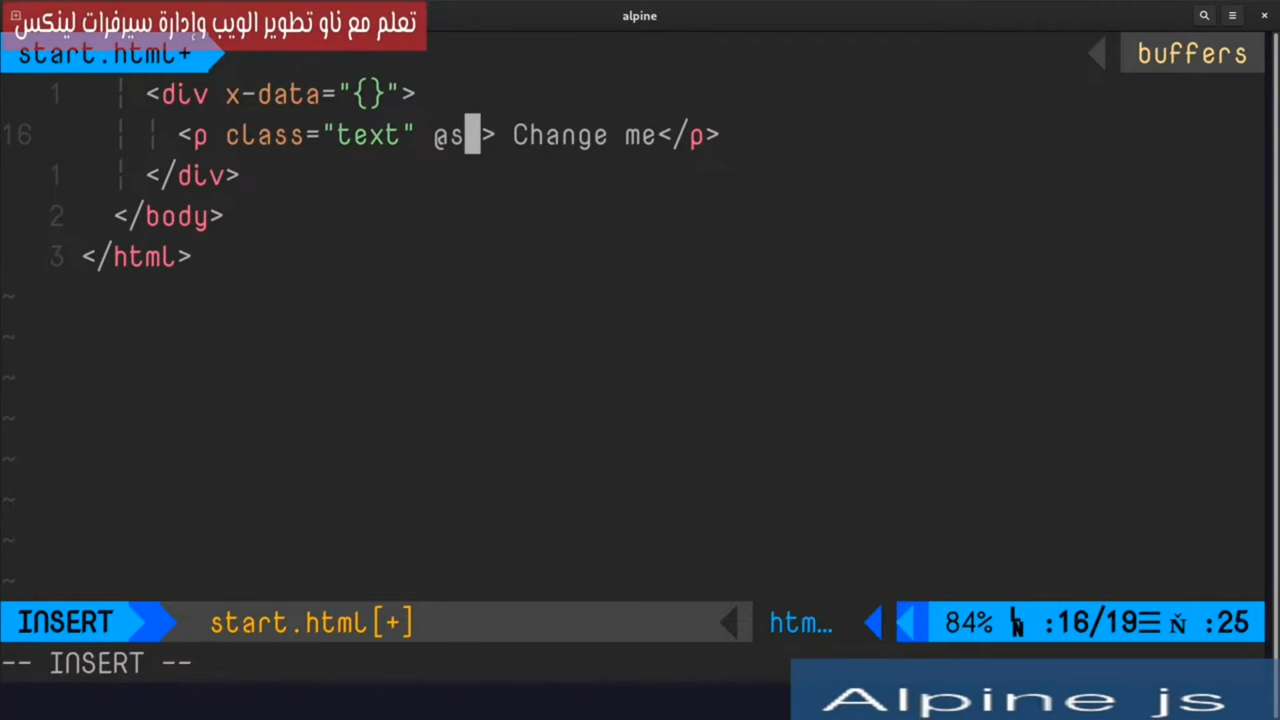 alpine
تعلم مع ناو تطوير الويب وإدارة سيرفرات لينكس
start.html+
buffers
1 <div x-data="{}">
16 <p class="text" @s > Change me</p>
1 </div>
2 </body>
3 </html>
~
~
~
~
~
~
~
~
INSERT start.html[+] htm… 84% :16/19☰ :25
-- INSERT --
Alpine js